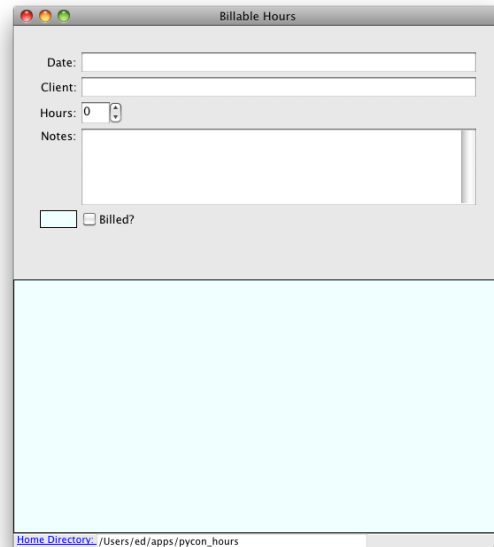 Billable Hours
Date:
Client:
Hours: 0
Notes:
Billed?
Home Directory: /Users/ed/apps/pycon_hours